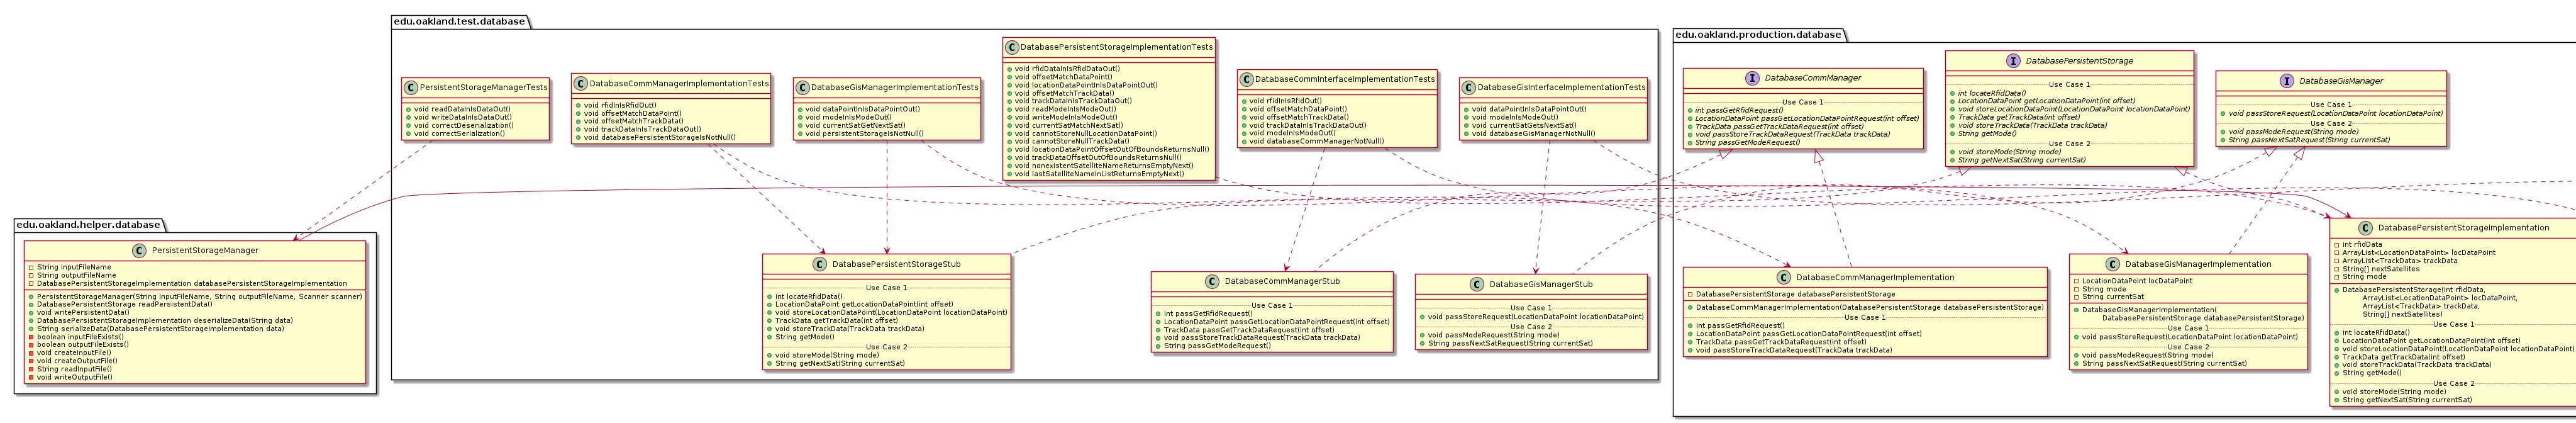 edu.oakland.test.database
PersistentStorageManagerTests
void readDataInIsDataOut()
void writeDataInIsDataOut()
void correctDeserialization()
void correctSerialization()
DatabaseCommManagerImplementationTests
void rfidInIsRfidOut()
void offsetMatchDataPoint()
void offsetMatchTrackData()
void trackDataInIsTrackDataOut()
void databasePersistentStorageIsNotNull()
DatabaseGisManagerImplementationTests
void dataPointInIsDataPointOut()
void modeInIsModeOut()
void currentSatGetNextSat()
void persistentStorageIsNotNull()
DatabasePersistentStorageImplementationTests
void rfidDataInIsRfidDataOut()
void offsetMatchDataPoint()
void locationDataPointInIsDataPointOut()
void offsetMatchTrackData()
void trackDataInIsTrackDataOut()
void readModeInIsModeOut()
void writeModeInIsModeOut()
void currentSatMatchNextSat()
void cannotStoreNullLocationDataPoint()
void cannotStoreNullTrackData()
void locationDataPointOffsetOutOfBoundsReturnsNull()
void trackDataOffsetOutOfBoundsReturnsNull()
void nonexistentSatelliteNameReturnsEmptyNext()
void lastSatelliteNameInListReturnsEmptyNext()
DatabaseCommInterfaceImplementationTests
void rfidInIsRfidOut()
void offsetMatchDataPoint()
void offsetMatchTrackData()
void trackDataInIsTrackDataOut()
void modeInIsModeOut()
void databaseCommManagerNotNull()
DatabaseGisInterfaceImplementationTests
void dataPointInIsDataPointOut()
void modeInIsModeOut()
void currentSatGetsNextSat()
void databaseGisManagerNotNull()
DatabasePersistentStorageStub
Use Case 1
int locateRfidData()
LocationDataPoint getLocationDataPoint(int offset)
void storeLocationDataPoint(LocationDataPoint locationDataPoint)
TrackData getTrackData(int offset)
void storeTrackData(TrackData trackData)
String getMode()
Use Case 2
void storeMode(String mode)
String getNextSat(String currentSat)
DatabaseCommManagerStub
Use Case 1
int passGetRfidRequest()
LocationDataPoint passGetLocationDataPointRequest(int offset)
TrackData passGetTrackDataRequest(int offset)
void passStoreTrackDataRequest(TrackData trackData)
String passGetModeRequest()
DatabaseGisManagerStub
Use Case 1
void passStoreRequest(LocationDataPoint locationDataPoint)
Use Case 2
void passModeRequest(String mode)
String passNextSatRequest(String currentSat)
edu.oakland.production.database
DatabaseCommManager
Use Case 1
int passGetRfidRequest()
LocationDataPoint passGetLocationDataPointRequest(int offset)
TrackData passGetTrackDataRequest(int offset)
void passStoreTrackDataRequest(TrackData trackData)
String passGetModeRequest()
DatabasePersistentStorage
Use Case 1
int locateRfidData()
LocationDataPoint getLocationDataPoint(int offset)
void storeLocationDataPoint(LocationDataPoint locationDataPoint)
TrackData getTrackData(int offset)
void storeTrackData(TrackData trackData)
String getMode()
Use Case 2
void storeMode(String mode)
String getNextSat(String currentSat)
DatabaseGisManager
Use Case 1
void passStoreRequest(LocationDataPoint locationDataPoint)
Use Case 2
void passModeRequest(String mode)
String passNextSatRequest(String currentSat)
DatabaseCommManagerImplementation
DatabasePersistentStorage databasePersistentStorage
DatabaseCommManagerImplementation(DatabasePersistentStorage databasePersistentStorage)
Use Case 1
int passGetRfidRequest()
LocationDataPoint passGetLocationDataPointRequest(int offset)
TrackData passGetTrackDataRequest(int offset)
void passStoreTrackDataRequest(TrackData trackData)
DatabaseGisManagerImplementation
LocationDataPoint locDataPoint
String mode
String currentSat
DatabaseGisManagerImplementation(
DatabasePersistentStorage databasePersistentStorage)
Use Case 1
void passStoreRequest(LocationDataPoint locationDataPoint)
Use Case 2
void passModeRequest(String mode)
String passNextSatRequest(String currentSat)
DatabasePersistentStorageImplementation
int rfidData
ArrayList<LocationDataPoint> locDataPoint
ArrayList<TrackData> trackData
String[] nextSatellites
String mode
DatabasePersistentStorage(int rfidData,
ArrayList<LocationDataPoint> locDataPoint,
ArrayList<TrackData> trackData,
String[] nextSatellites)
Use Case 1
int locateRfidData()
LocationDataPoint getLocationDataPoint(int offset)
void storeLocationDataPoint(LocationDataPoint locationDataPoint)
TrackData getTrackData(int offset)
void storeTrackData(TrackData trackData)
String getMode()
Use Case 2
void storeMode(String mode)
String getNextSat(String currentSat)
edu.oakland.helper.database
PersistentStorageManager
String inputFileName
String outputFileName
DatabasePersistentStorageImplementation databasePersistentStorageImplementation
PersistentStorageManager(String inputFileName, String outputFileName, Scanner scanner)
DatabasePersistentStorage readPersistentData()
void writePersistentData()
DatabasePersistentStorageImplementation deserializeData(String data)
String serializeData(DatabasePersistentStorageImplementation data)
boolean inputFileExists()
boolean outputFileExists()
void createInputFile()
void createOutputFile()
String readInputFile()
void writeOutputFile()